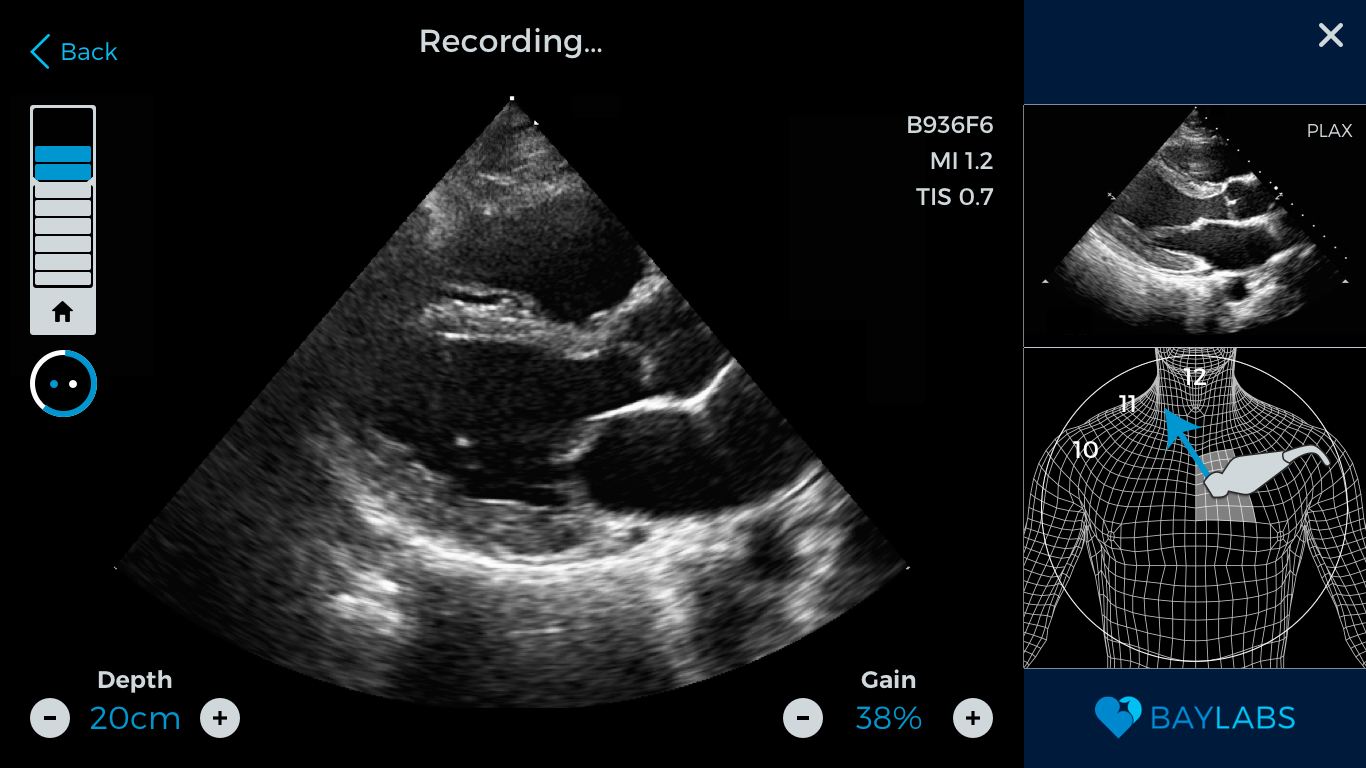 Back
Recording...
B936F6
MI 1.2
TIS 0.7
PLAX
12
11
10
Depth
- 20cm +
Gain
- 38% +
BAYLABS